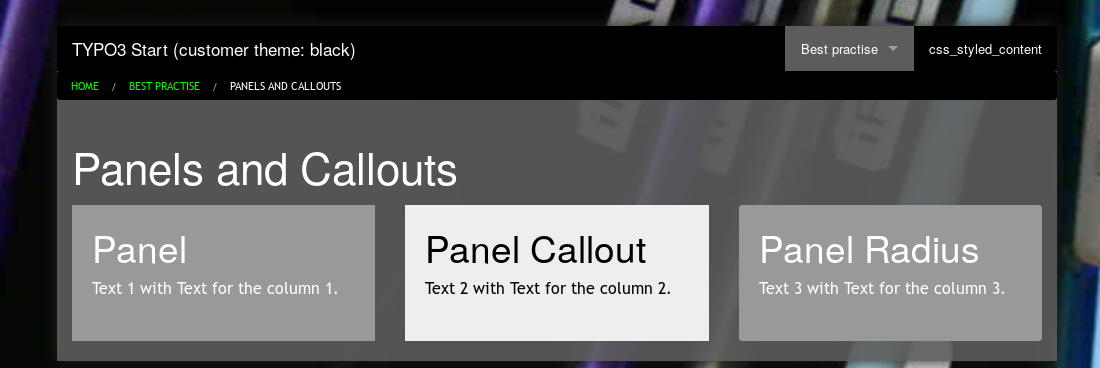 TYPO3 Start (customer theme: black)
Best practise
css_styled_content
HOME / BEST PRACTISE / PANELS AND CALLOUTS
Panels and Callouts
Panel
Text 1 with Text for the column 1.
Panel Callout
Text 2 with Text for the column 2.
Panel Radius
Text 3 with Text for the column 3.